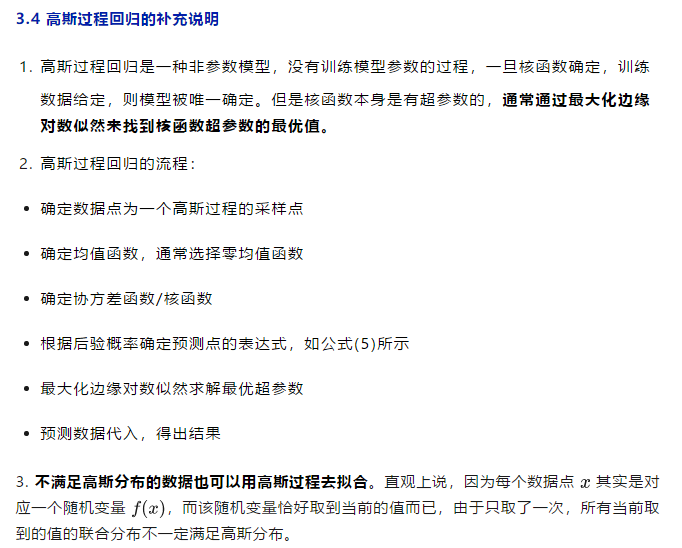 3.4 高斯过程回归的补充说明
1. 高斯过程回归是一种非参数模型，没有训练模型参数的过程，一旦核函数确定，训练
数据给定，则模型被唯一确定。但是核函数本身是有超参数的，通常通过最大化边缘
对数似然来找到核函数超参数的最优值。
2. 高斯过程回归的流程：
• 确定数据点为一个高斯过程的采样点
• 确定均值函数，通常选择零均值函数
• 确定协方差函数/核函数
• 根据后验概率确定预测点的表达式，如公式(5)所示
• 最大化边缘对数似然求解最优超参数
• 预测数据代入，得出结果
3. 不满足高斯分布的数据也可以用高斯过程去拟合。直观上说，因为每个数据点 x 其实是对
应一个随机变量 f(x)，而该随机变量恰好取到当前的值而已，由于只取了一次，所有当前取
到的值的联合分布不一定满足高斯分布。